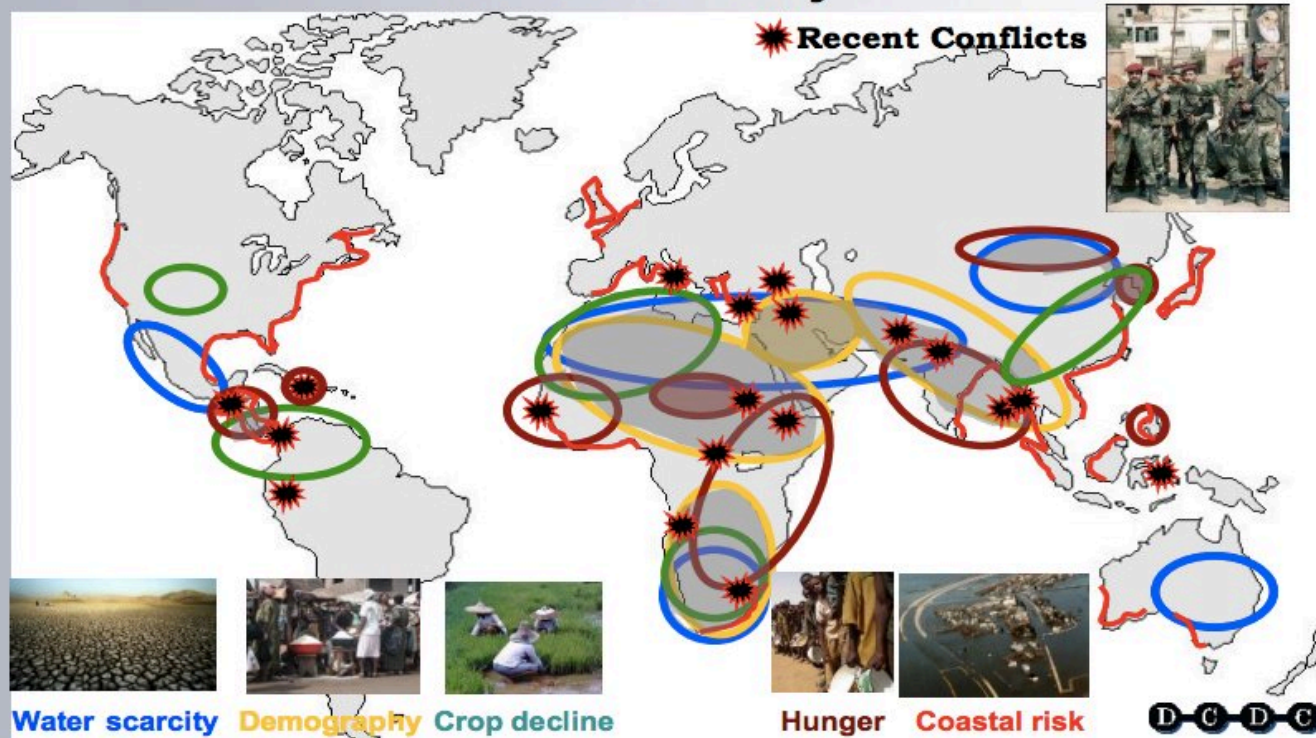 Recent Conflicts
Water scarcity Demography Crop decline Hunger Coastal risk
D-C-D-C